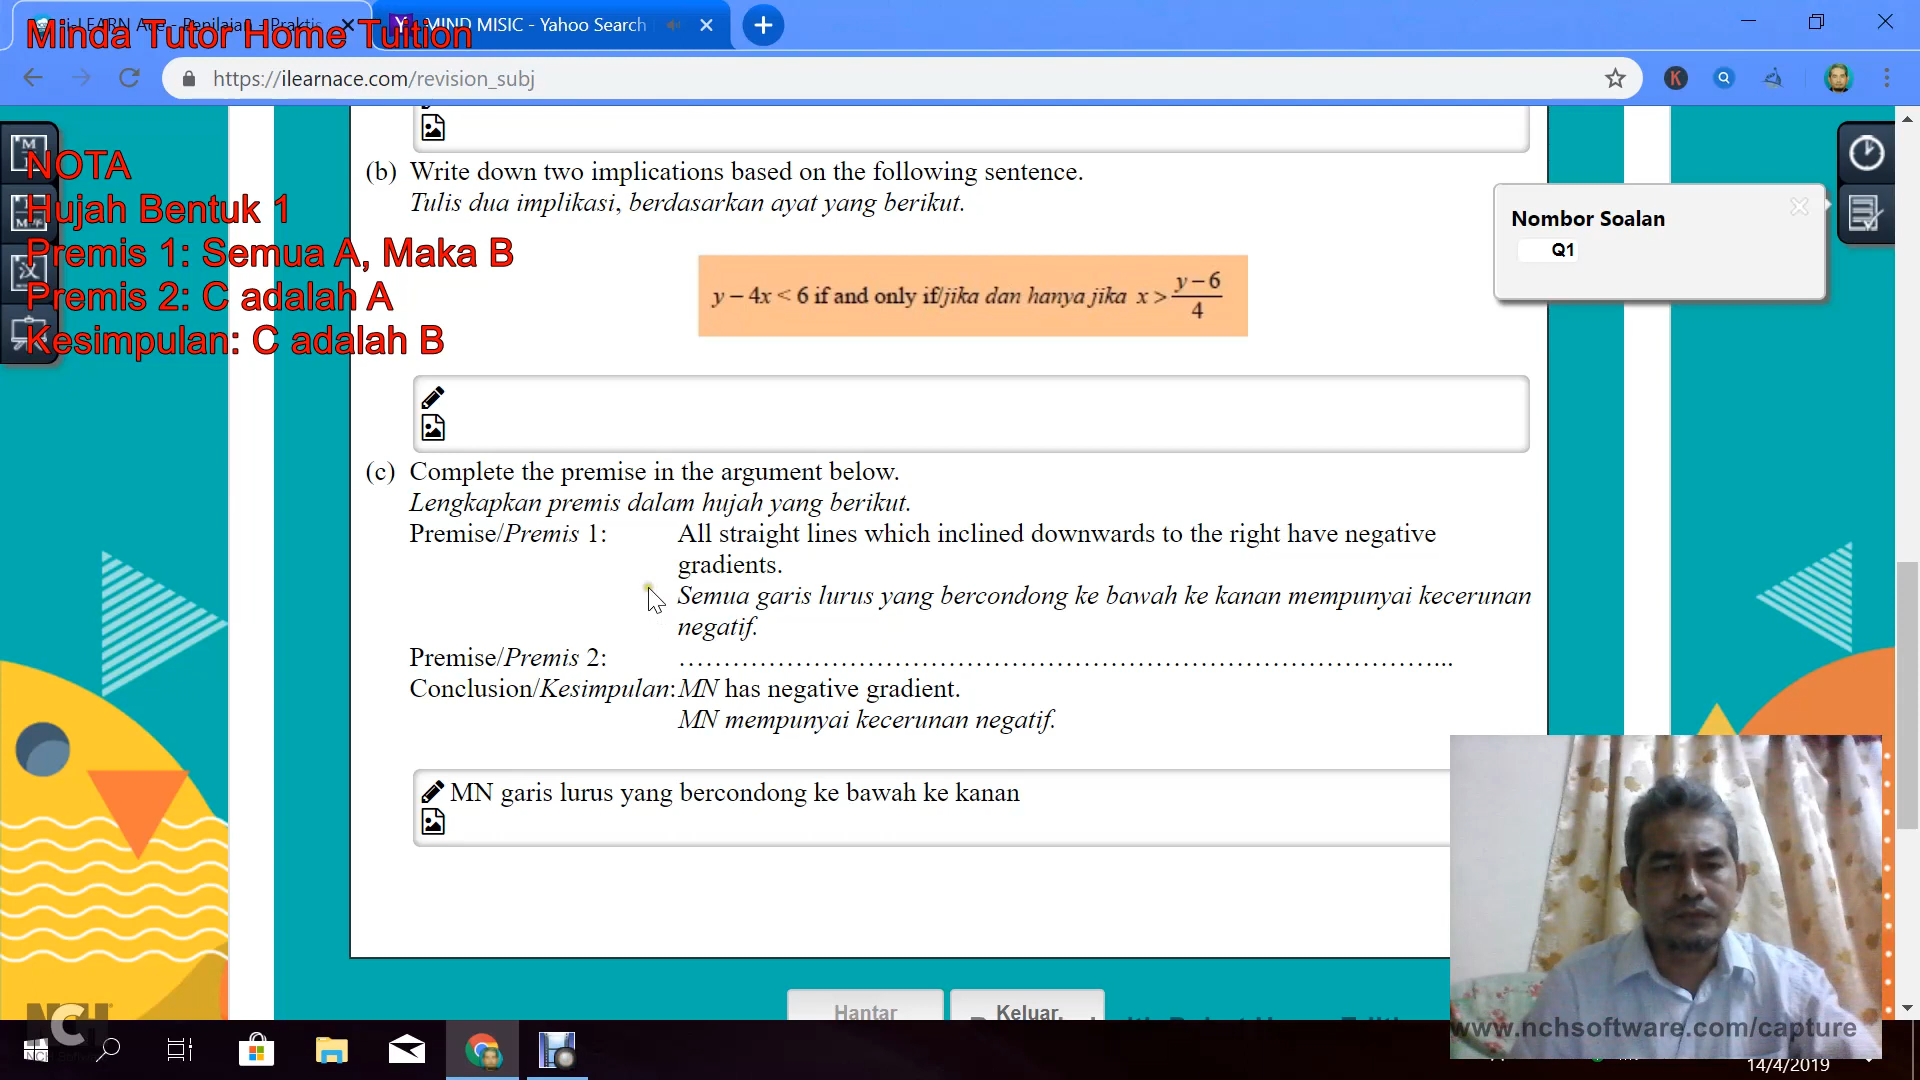 Minda Tutor Home Tuition
MIND MISIC - Yahoo Search
https://ilearnace.com/revision_subj
NOTA
Hujah Bentuk 1
Premis 1: Semua A, Maka B
Premis 2: C adalah A
Kesimpulan: C adalah B
(b) Write down two implications based on the following sentence.
Tulis dua implikasi, berdasarkan ayat yang berikut.
y – 4x < 6 if and only if/jika dan hanya jika x > y – 6 / 4
Nombor Soalan
Q1
(c) Complete the premise in the argument below.
Lengkapkan premis dalam hujah yang berikut.
Premise/Premis 1: All straight lines which inclined downwards to the right have negative
gradients.
Semua garis lurus yang bercondong ke bawah ke kanan mempunyai kecerunan
negatif.
Premise/Premis 2: ………………………………………………………………………...
Conclusion/Kesimpulan: MN has negative gradient.
MN mempunyai kecerunan negatif.
MN garis lurus yang bercondong ke bawah ke kanan
Hantar
Keluar
www.nchsoftware.com/capture
14/4/2019